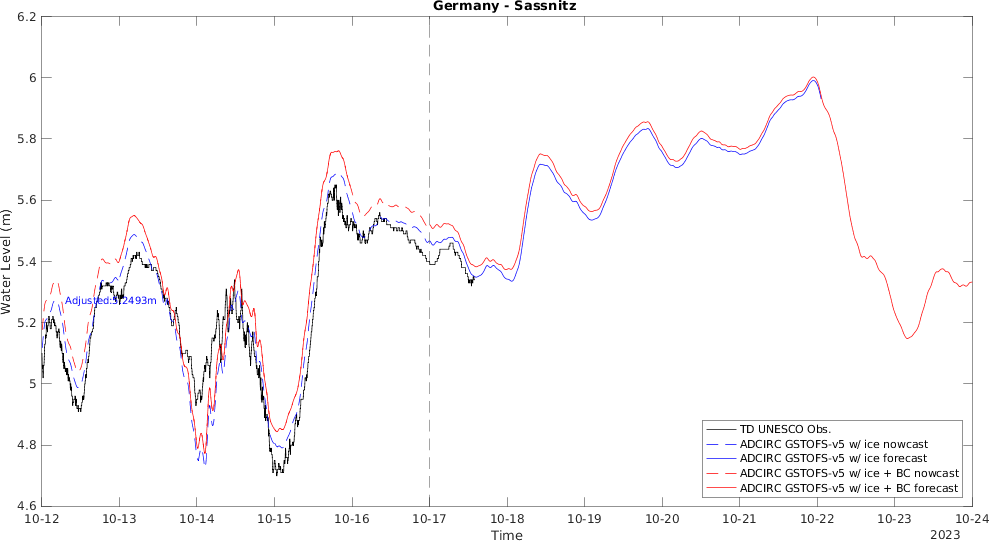 Germany - Sassnitz
6.2
6
5.8
5.6
5.4
5.2
5
4.8
4.6
Water Level (m)
Adjusted:5.2493m
TD UNESCO Obs.
ADCIRC GSTOFS-v5 w/ ice nowcast
ADCIRC GSTOFS-v5 w/ ice forecast
ADCIRC GSTOFS-v5 w/ ice + BC nowcast
ADCIRC GSTOFS-v5 w/ ice + BC forecast
10-12 10-13 10-14 10-15 10-16 10-17 10-18 10-19 10-20 10-21 10-22 10-23 10-24
Time
2023